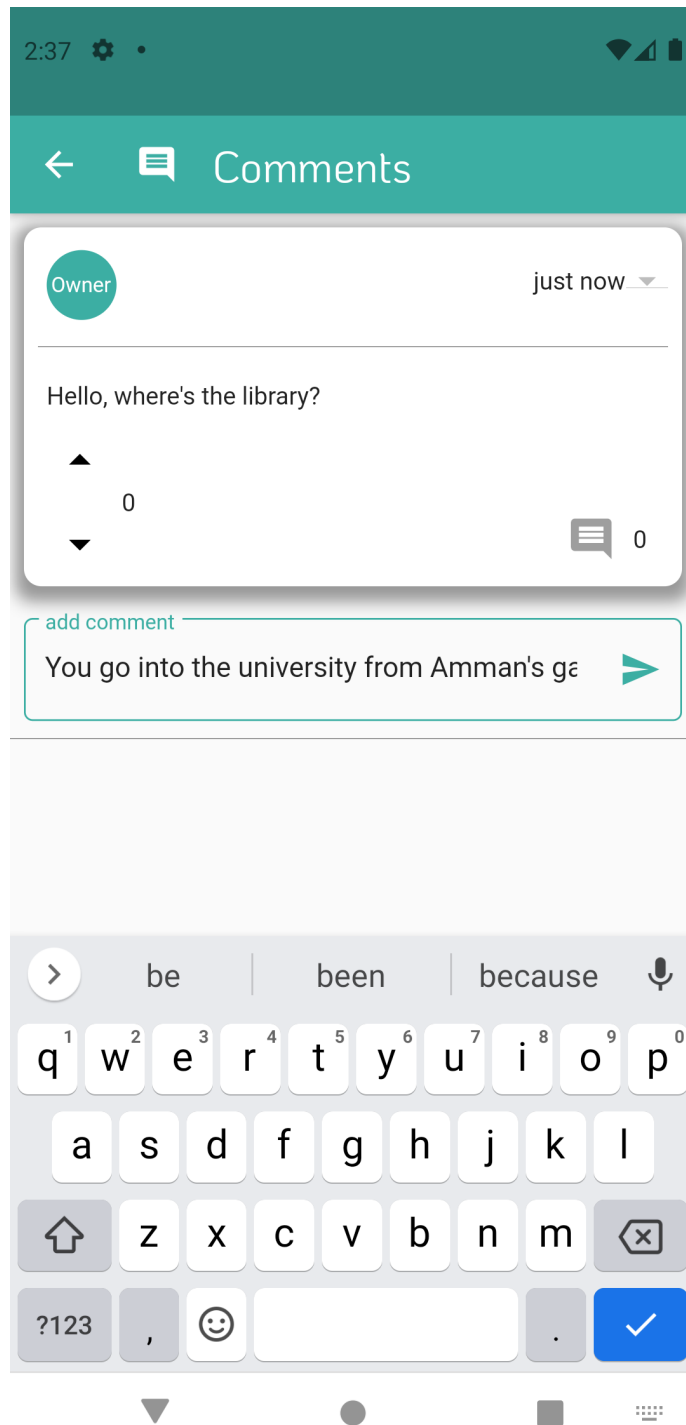 2:37
Comments
Owner
just now
Hello, where's the library?
0
0
add comment
You go into the university from Amman's ga
be been because
1 2 3 4 5 6 7 8 9 0
q w e r t y u i o p
a s d f g h j k l
z x c v b n m
?123 , .